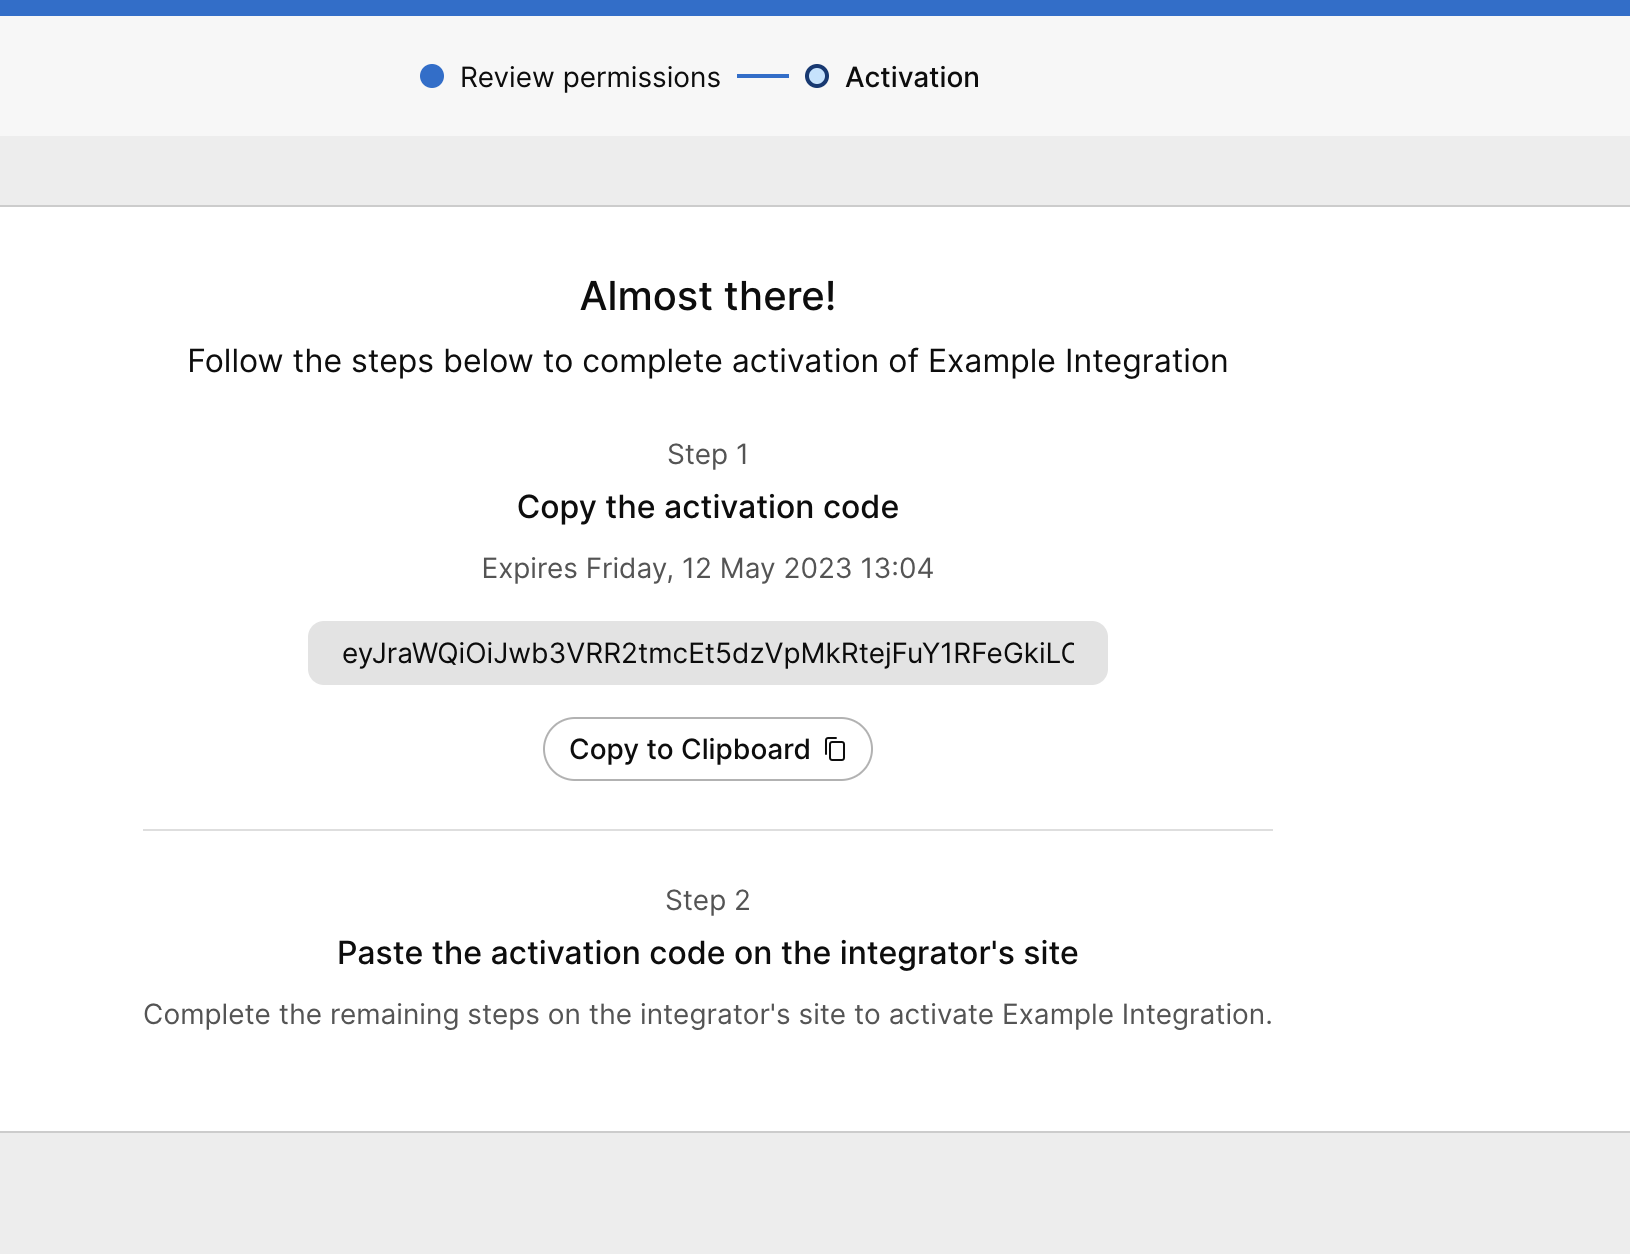 Review permissions
Activation
Almost there!
Follow the steps below to complete activation of Example Integration
Step 1
Copy the activation code
Expires Friday, 12 May 2023 13:04
eyJraWQiOiJwb3VRR2tmcEt5dzVpMkRtejFuY1RFeGkiLC
Copy to Clipboard
Step 2
Paste the activation code on the integrator's site
Complete the remaining steps on the integrator's site to activate Example Integration.